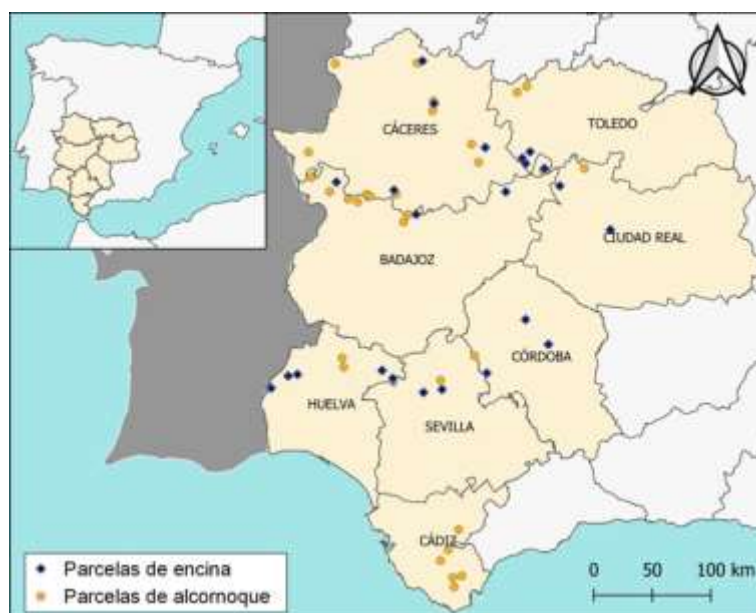 CÁCERES
TOLEDO
CIUDAD REAL
BADAJOZ
CÓRDOBA
HUELVA
SEVILLA
CÁDIZ
Parcelas de encina
Parcelas de alcornoque
0 50 100 km